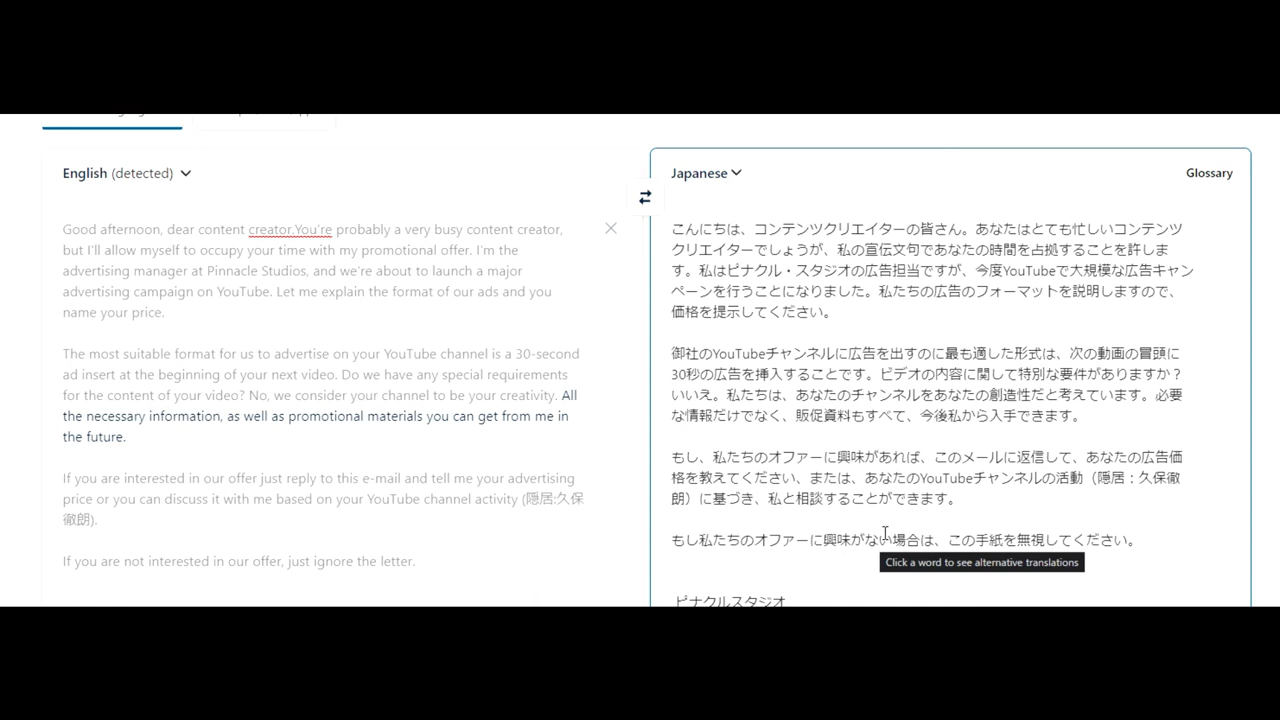 English (detected)
Good afternoon, dear content creator.You're probably a very busy content creator,
but I'll allow myself to occupy your time with my promotional offer. I'm the
advertising manager at Pinnacle Studios, and we're about to launch a major
advertising campaign on YouTube. Let me explain the format of our ads and you
name your price.
The most suitable format for us to advertise on your YouTube channel is a 30-second
ad insert at the beginning of your next video. Do we have any special requirements
for the content of your video? No, we consider your channel to be your creativity. All
the necessary information, as well as promotional materials you can get from me in
the future.
If you are interested in our offer just reply to this e-mail and tell me your advertising
price or you can discuss it with me based on your YouTube channel activity (隠居:久保
徹朗).
If you are not interested in our offer, just ignore the letter.
Japanese
Glossary
こんにちは、コンテンツクリエイターの皆さん。あなたはとても忙しいコンテンツ
クリエイターでしょうが、私の宣伝文句であなたの時間を占拠することを許しま
す。私はピナクル・スタジオの広告担当ですが、今度YouTubeで大規模な広告キャン
ペーンを行うことになりました。私たちの広告のフォーマットを説明しますので、
価格を提示してください。
御社のYouTubeチャンネルに広告を出すのに最も適した形式は、次の動画の冒頭に
30秒の広告を挿入することです。ビデオの内容に関して特別な要件がありますか？
いいえ。私たちは、あなたのチャンネルをあなたの創造性だと考えています。必要
な情報だけでなく、販促資料もすべて、今後私から入手できます。
もし、私たちのオファーに興味があれば、このメールに返信して、あなたの広告価
格を教えてください、または、あなたのYouTubeチャンネルの活動（隠居：久保徹
朗）に基づき、私と相談することができます。
もし私たちのオファーに興味がない場合は、この手紙を無視してください。
Click a word to see alternative translations
ピナクルスタジオ